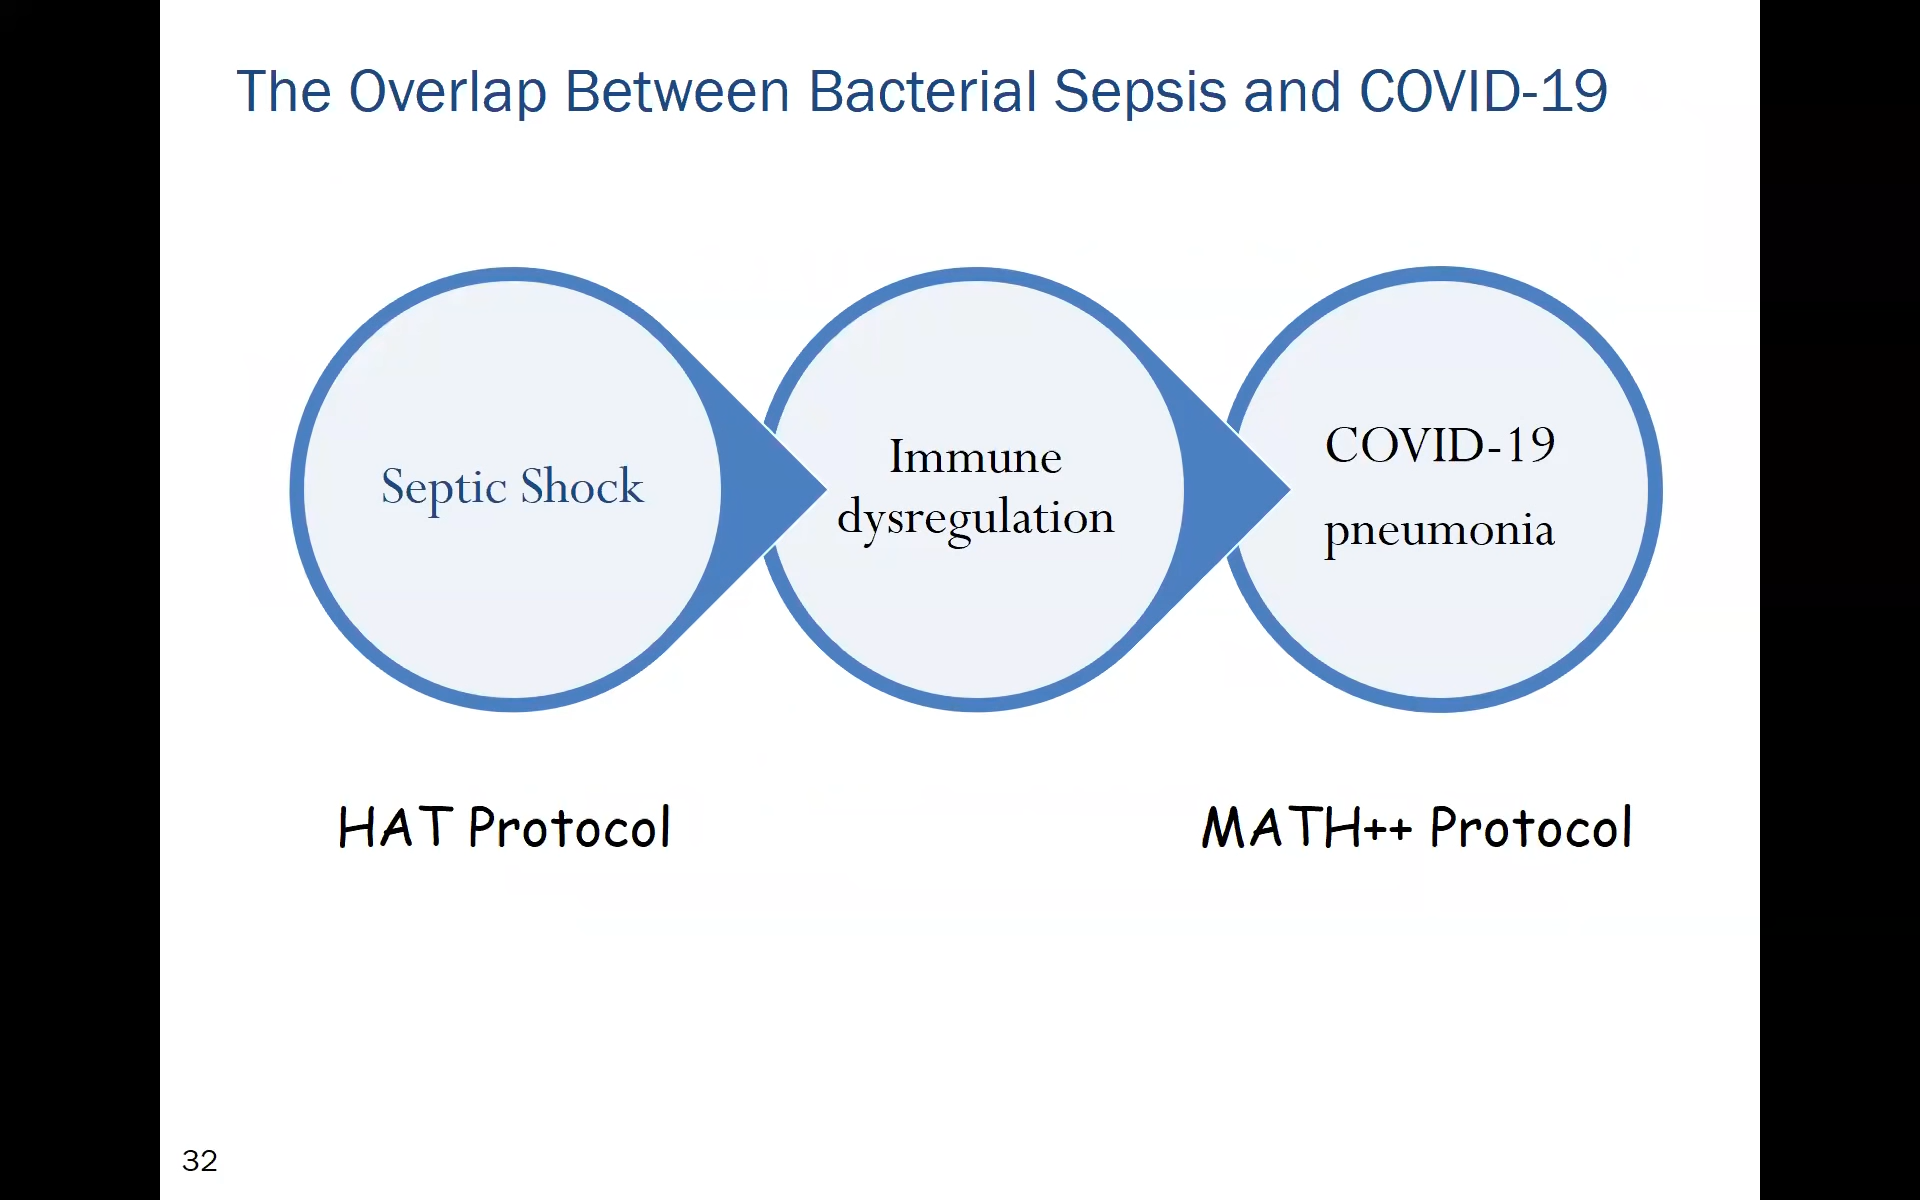 The Overlap Between Bacterial Sepsis and COVID-19
Septic Shock
Immune
dysregulation
COVID-19
pneumonia
HAT Protocol
MATH++ Protocol
32